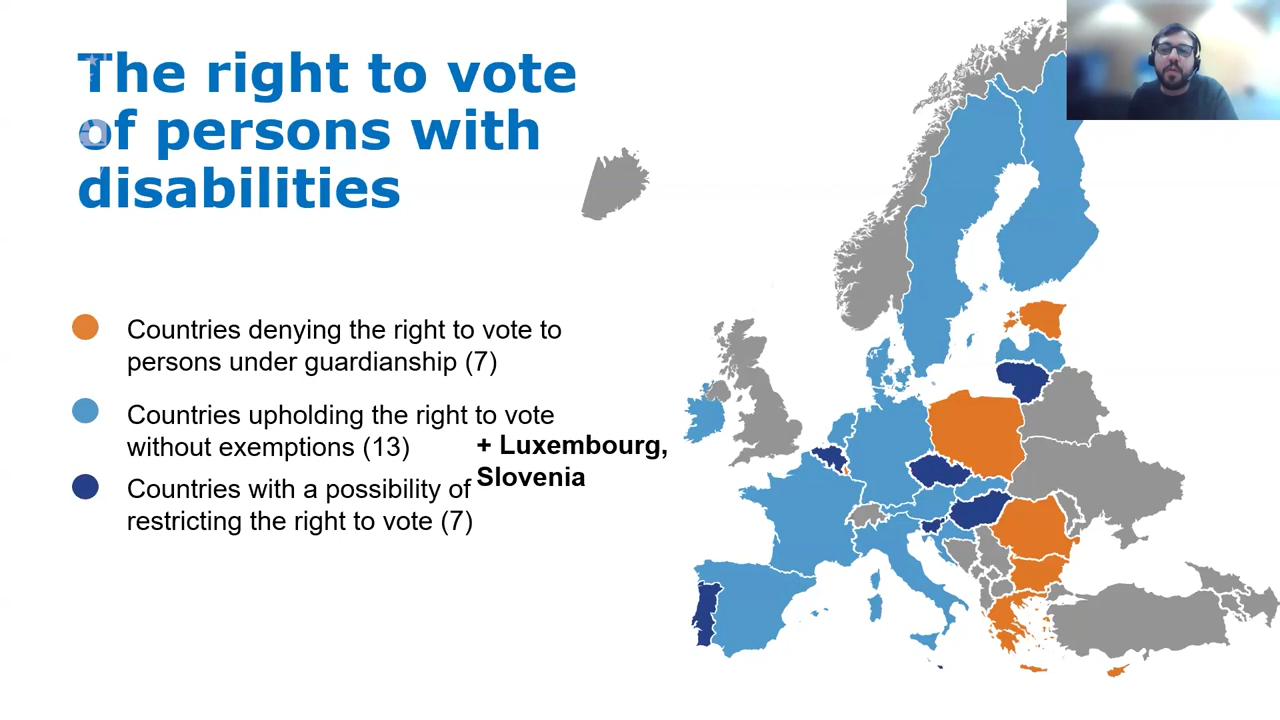 The right to vote
of persons with
disabilities
Countries denying the right to vote to
persons under guardianship (7)
Countries upholding the right to vote
without exemptions (13)
+ Luxembourg,
Slovenia
Countries with a possibility of
restricting the right to vote (7)